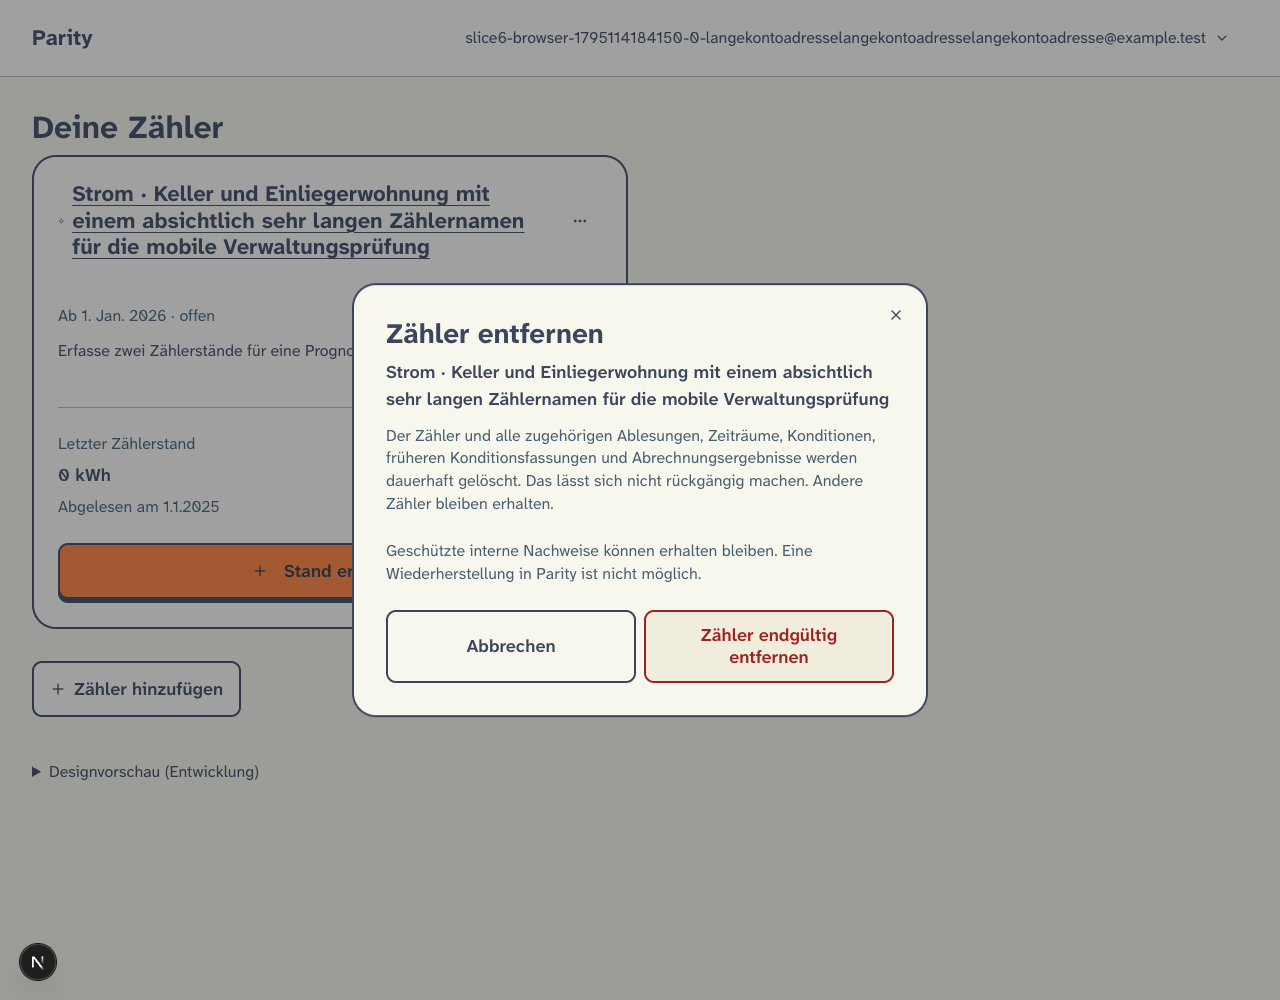 Parity
slice6-browser-1795114184150-0-langekontoadresselangekontoadresselangekontoadresse@example.test
Deine Zähler
Strom · Keller und Einliegerwohnung mit
einem absichtlich sehr langen Zählernamen
für die mobile Verwaltungsprüfung
Ab 1. Jan. 2026 · offen
Erfasse zwei Zählerstände für eine
Letzter Zählerstand
0 kWh
Abgelesen am 1.1.2025
Stand
Zähler hinzufügen
Designvorschau (Entwicklung)
Zähler entfernen
Strom · Keller und Einliegerwohnung mit einem absichtlich
sehr langen Zählernamen für die mobile Verwaltungsprüfung
Der Zähler und alle zugehörigen Ablesungen, Zeiträume, Konditionen,
früheren Konditionsfassungen und Abrechnungsergebnisse werden
dauerhaft gelöscht. Das lässt sich nicht rückgängig machen. Andere
Zähler bleiben erhalten.
Geschützte interne Nachweise können erhalten bleiben. Eine
Wiederherstellung in Parity ist nicht möglich.
Abbrechen
Zähler endgültig
entfernen
N